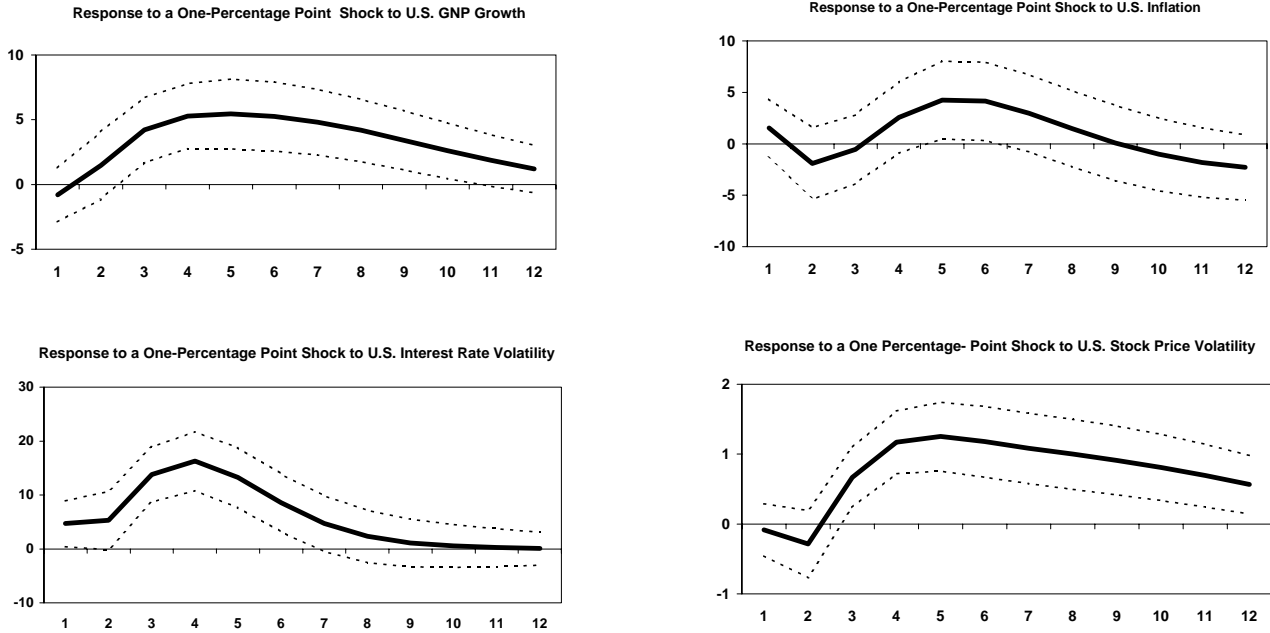 Response to a One-Percentage Point Shock to U.S. GNP Growth
10
5
0
-5
1 2 3 4 5 6 7 8 9 10 11 12
Response to a One-Percentage Point Shock to U.S. Inflation
10
5
0
-5
-10
1 2 3 4 5 6 7 8 9 10 11 12
Response to a One-Percentage Point Shock to U.S. Interest Rate Volatility
30
20
10
0
-10
1 2 3 4 5 6 7 8 9 10 11 12
Response to a One Percentage- Point Shock to U.S. Stock Price Volatility
2
1
0
-1
1 2 3 4 5 6 7 8 9 10 11 12